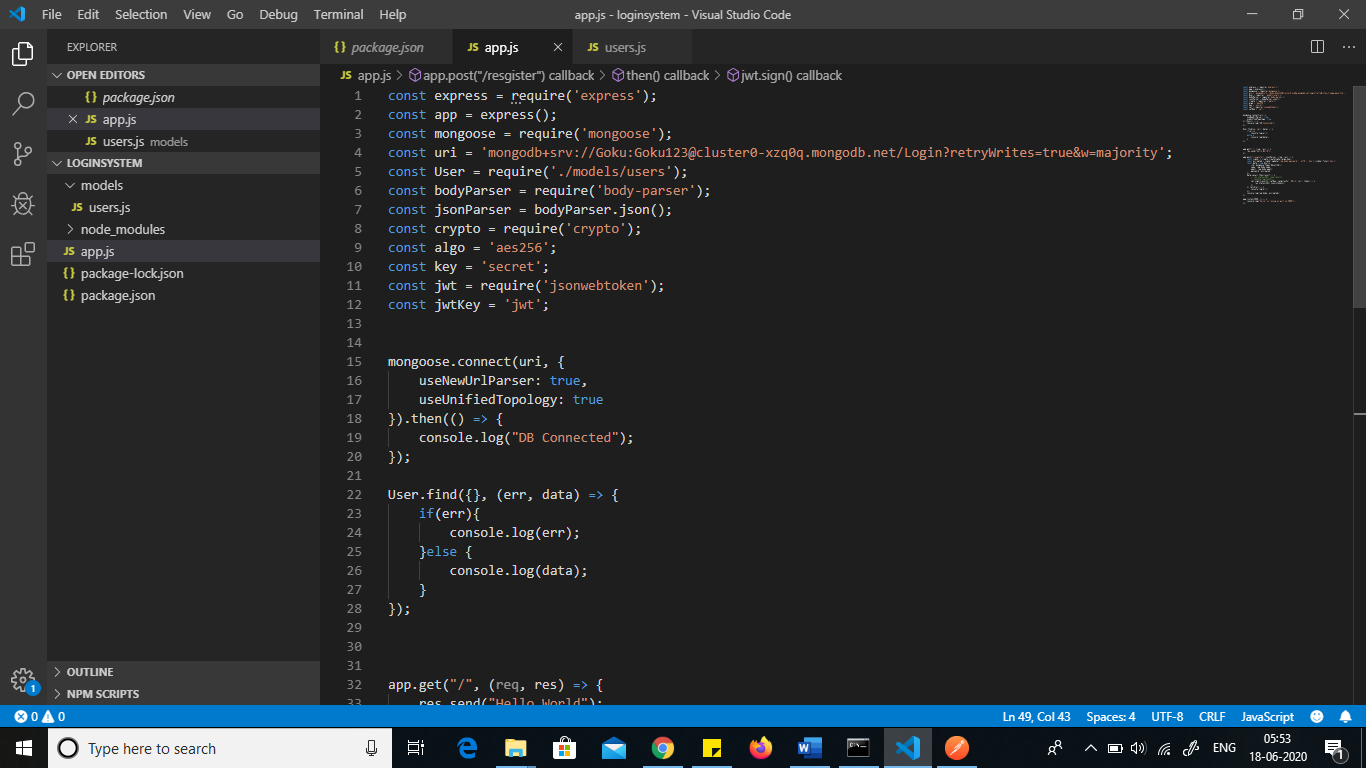 File Edit Selection View Go Debug Terminal Help
app.js - loginsystem - Visual Studio Code
EXPLORER
OPEN EDITORS
{} package.json
JS app.js
JS users.js models
LOGINSYSTEM
models
JS users.js
node_modules
JS app.js
{} package-lock.json
{} package.json
OUTLINE
NPM SCRIPTS
1
{} package.json
JS app.js
JS users.js
JS app.js > app.post("/resgister") callback > then() callback > jwt.sign() callback
1 const express = require('express');
2 const app = express();
3 const mongoose = require('mongoose');
4 const uri = 'mongodb+srv://Goku:Goku123@cluster0-xzq0q.mongodb.net/Login?retryWrites=true&w=majority';
5 const User = require('./models/users');
6 const bodyParser = require('body-parser');
7 const jsonParser = bodyParser.json();
8 const crypto = require('crypto');
9 const algo = 'aes256';
10 const key = 'secret';
11 const jwt = require('jsonwebtoken');
12 const jwtKey = 'jwt';
13
14
15 mongoose.connect(uri, {
16 useNewUrlParser: true,
17 useUnifiedTopology: true
18 }).then(() => {
19 console.log("DB Connected");
20 });
21
22 User.find({}, (err, data) => {
23 if(err){
24 console.log(err);
25 }else {
26 console.log(data);
27 }
28 });
29
30
31
32 app.get("/", (req, res) => {
33 res.send("Hello World");
0 0
Ln 49, Col 43 Spaces: 4 UTF-8 CRLF JavaScript
Type here to search
ENG
05:53
18-06-2020
1